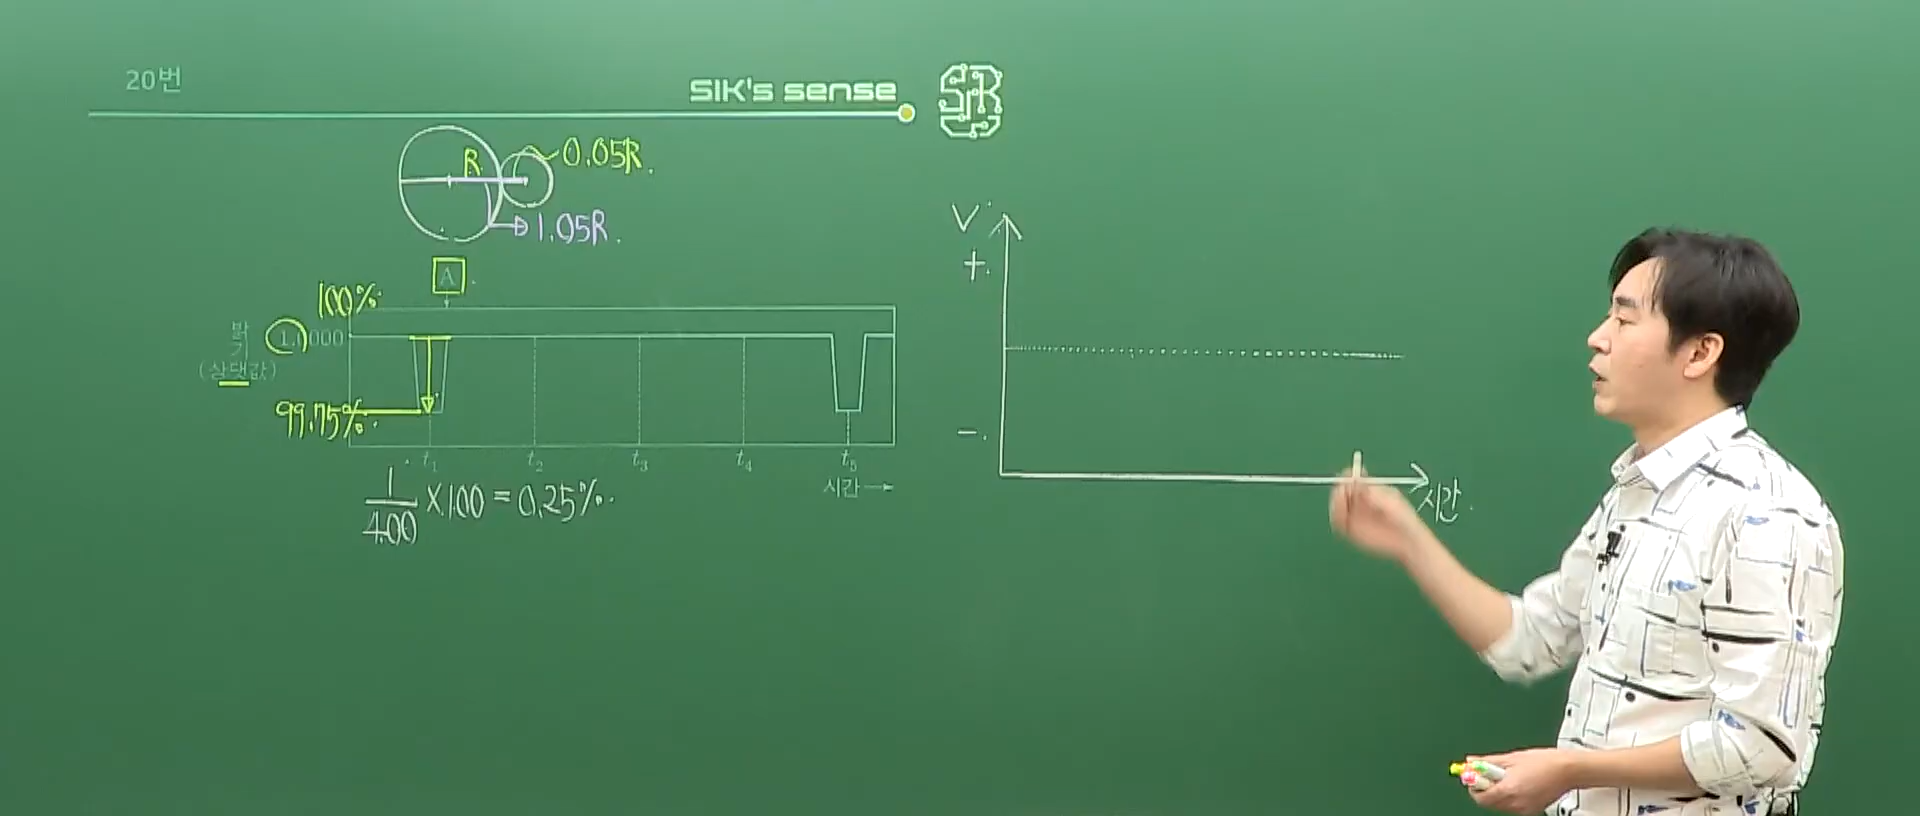 20번
SIK's sense
SIK
R
0.05R.
1.05R.
A
100%.
밝기
1.000
(상댓값)
99.75%.
t₁ t₂ t₃ t₄ t₅
시간→
1/400 × 100 = 0.25%.
V
+.
-.
시간.